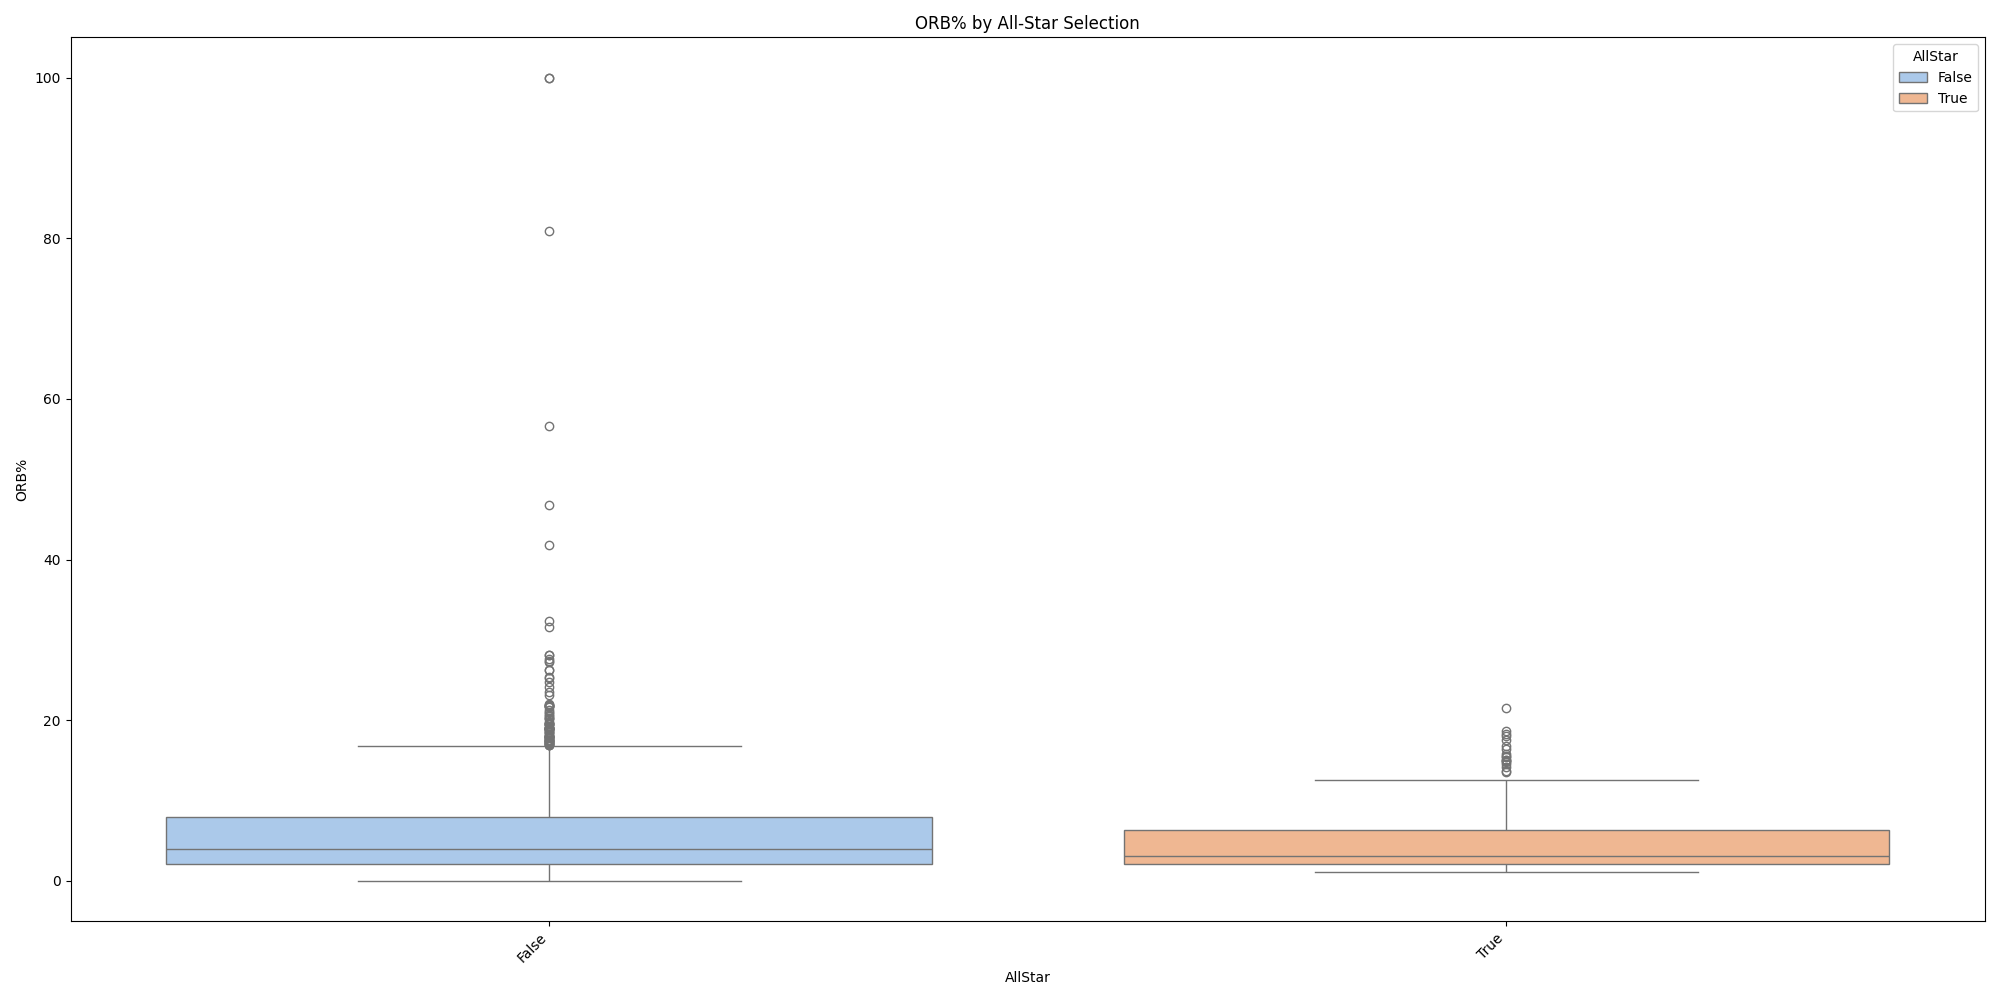 ORB% by All-Star Selection
AllStar
False
True
100
80
60
40
20
0
ORB%
False
True
AllStar